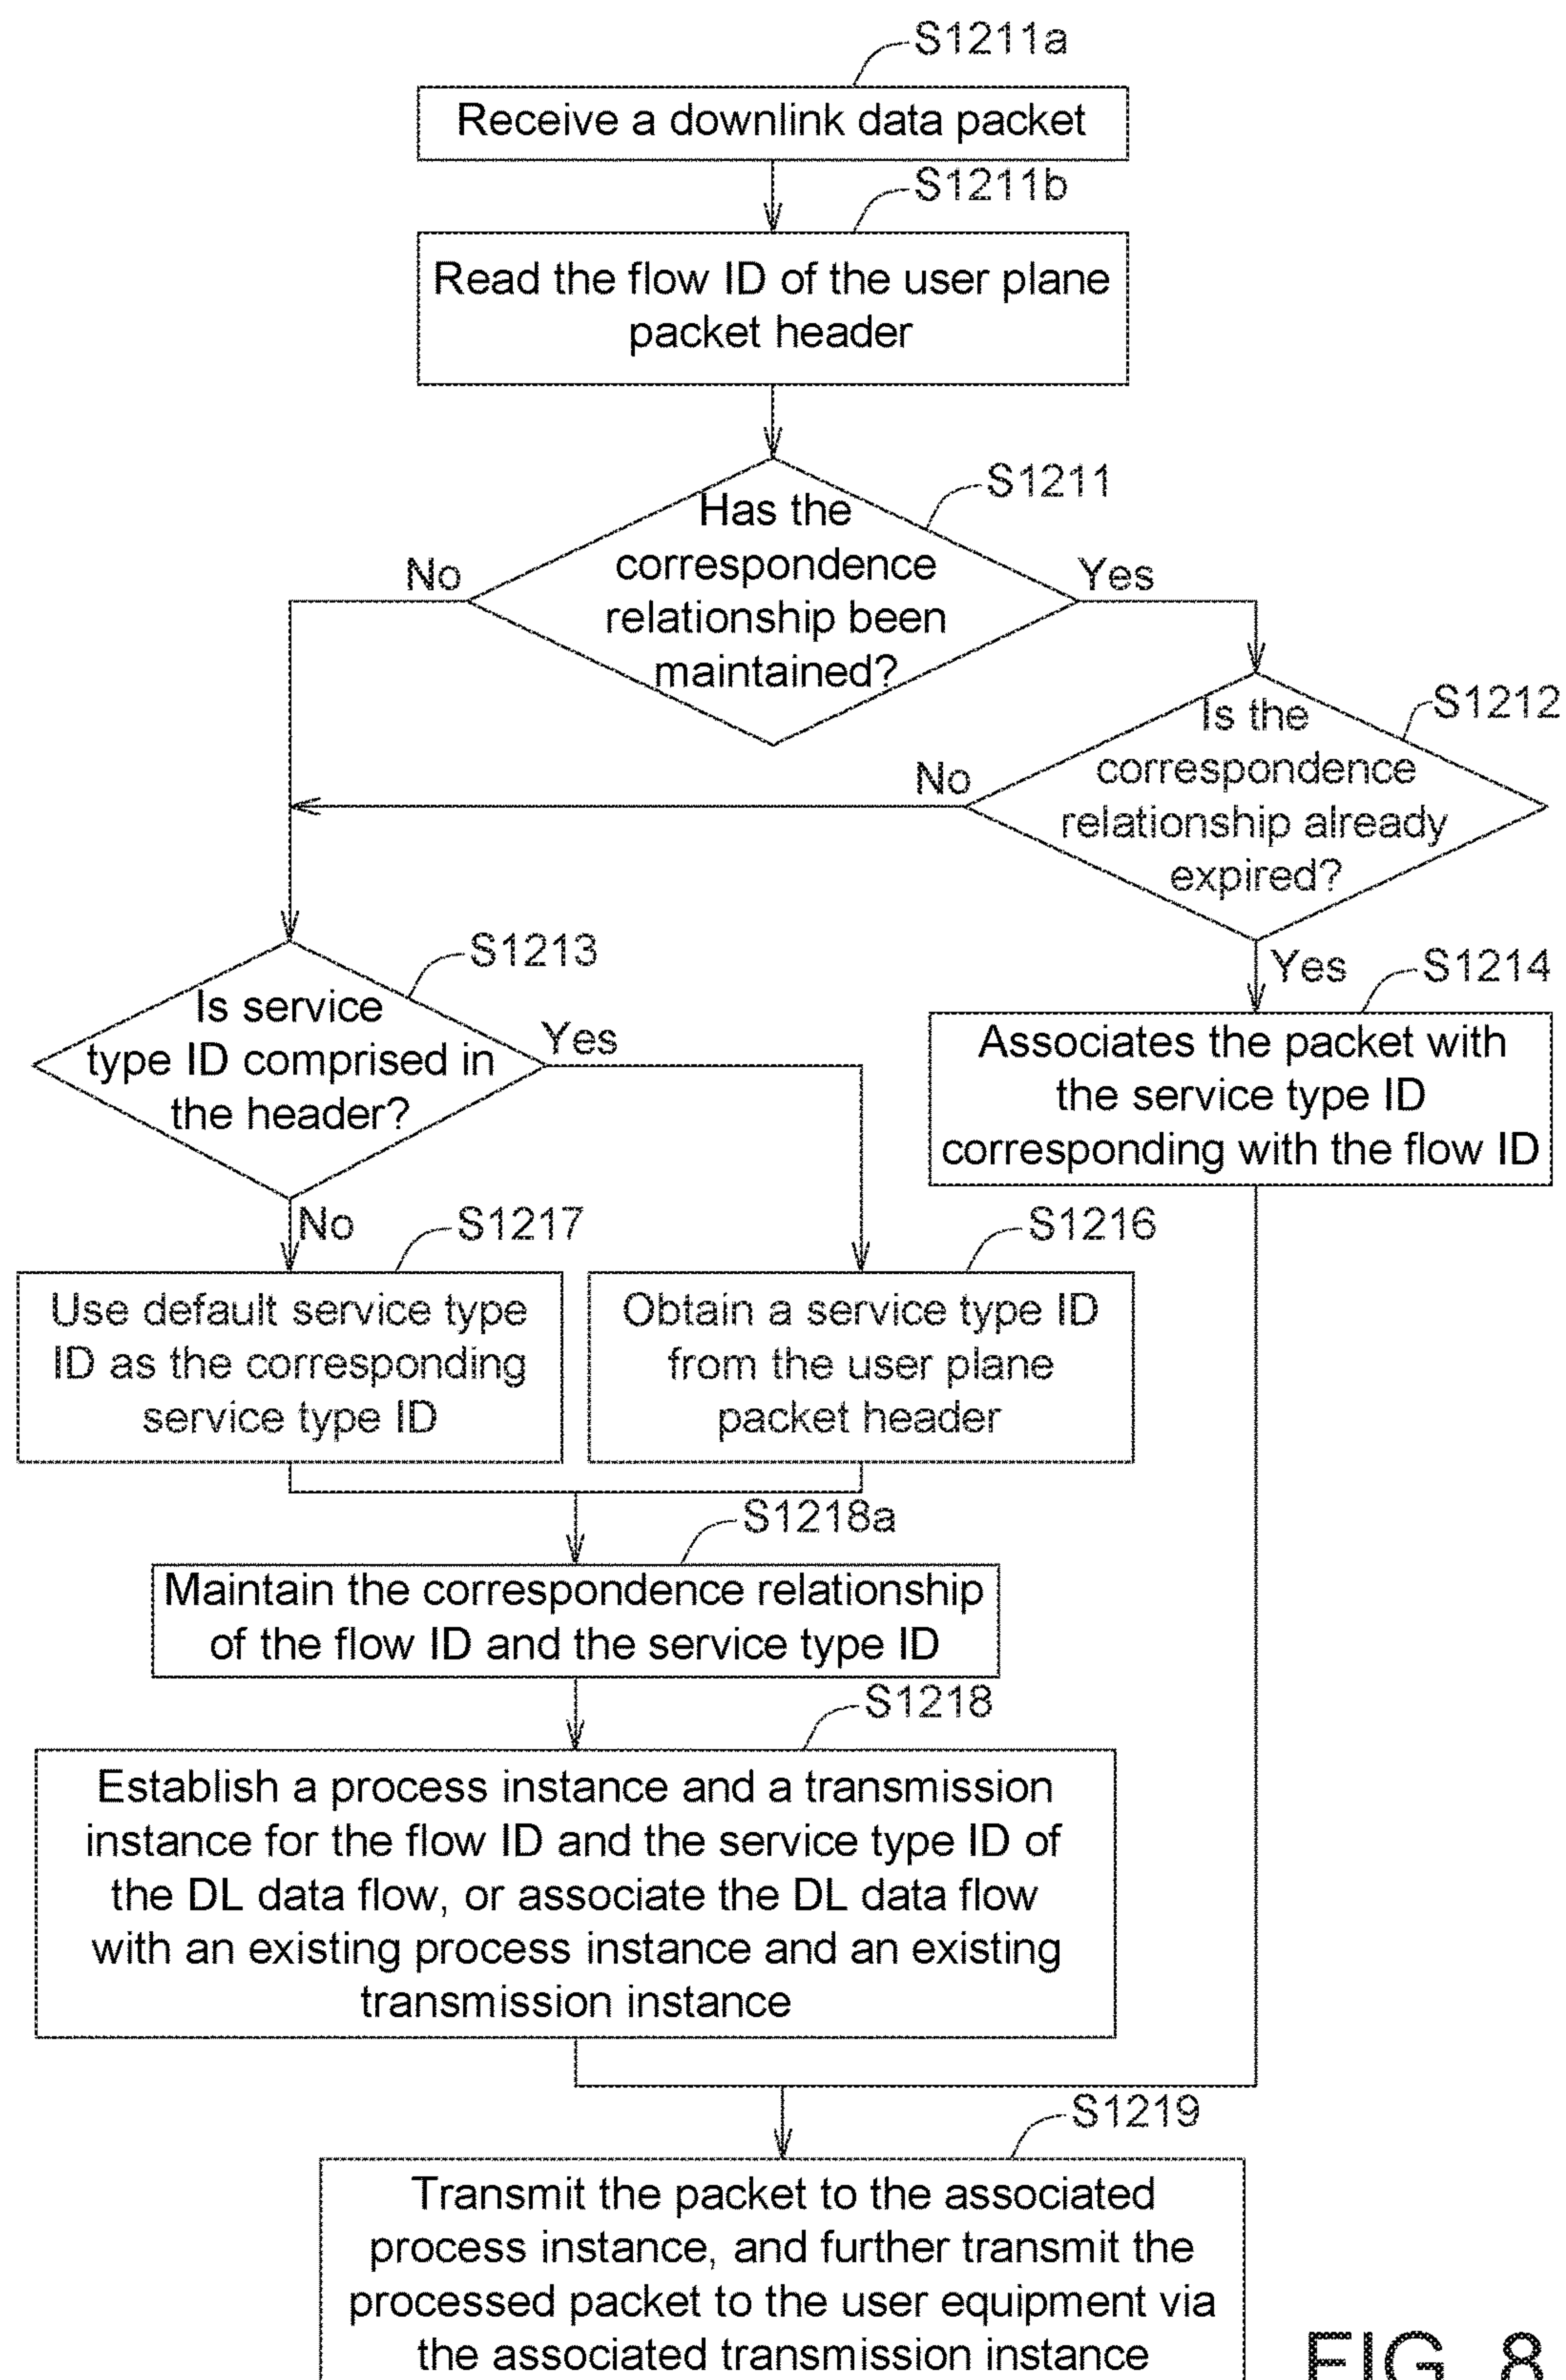 S1211a
Receive a downlink data packet
S1211b
Read the flow ID of the user plane
packet header
S1211
Has the
correspondence
relationship been
maintained?
No
Yes
S1212
Is the
correspondence
relationship already
expired?
No
Yes
S1213
Is service
type ID comprised in
the header?
Yes
No
S1214
Associates the packet with
the service type ID
corresponding with the flow ID
S1217
Use default service type
ID as the corresponding
service type ID
S1216
Obtain a service type ID
from the user plane
packet header
S1218a
Maintain the correspondence relationship
of the flow ID and the service type ID
S1218
Establish a process instance and a transmission
instance for the flow ID and the service type ID of
the DL data flow, or associate the DL data flow
with an existing process instance and an existing
transmission instance
S1219
Transmit the packet to the associated
process instance, and further transmit the
processed packet to the user equipment via
the associated transmission instance
FIG. 8